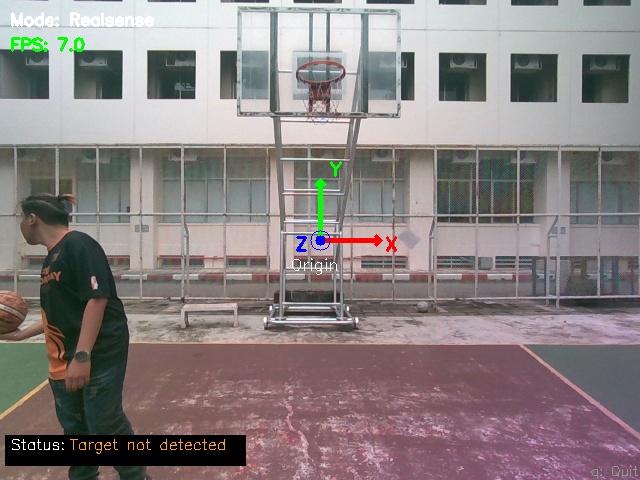 Mode: Realsense
FPS: 7.0
Y
Z
X
Origin
Status: Target not detected
q: Quit